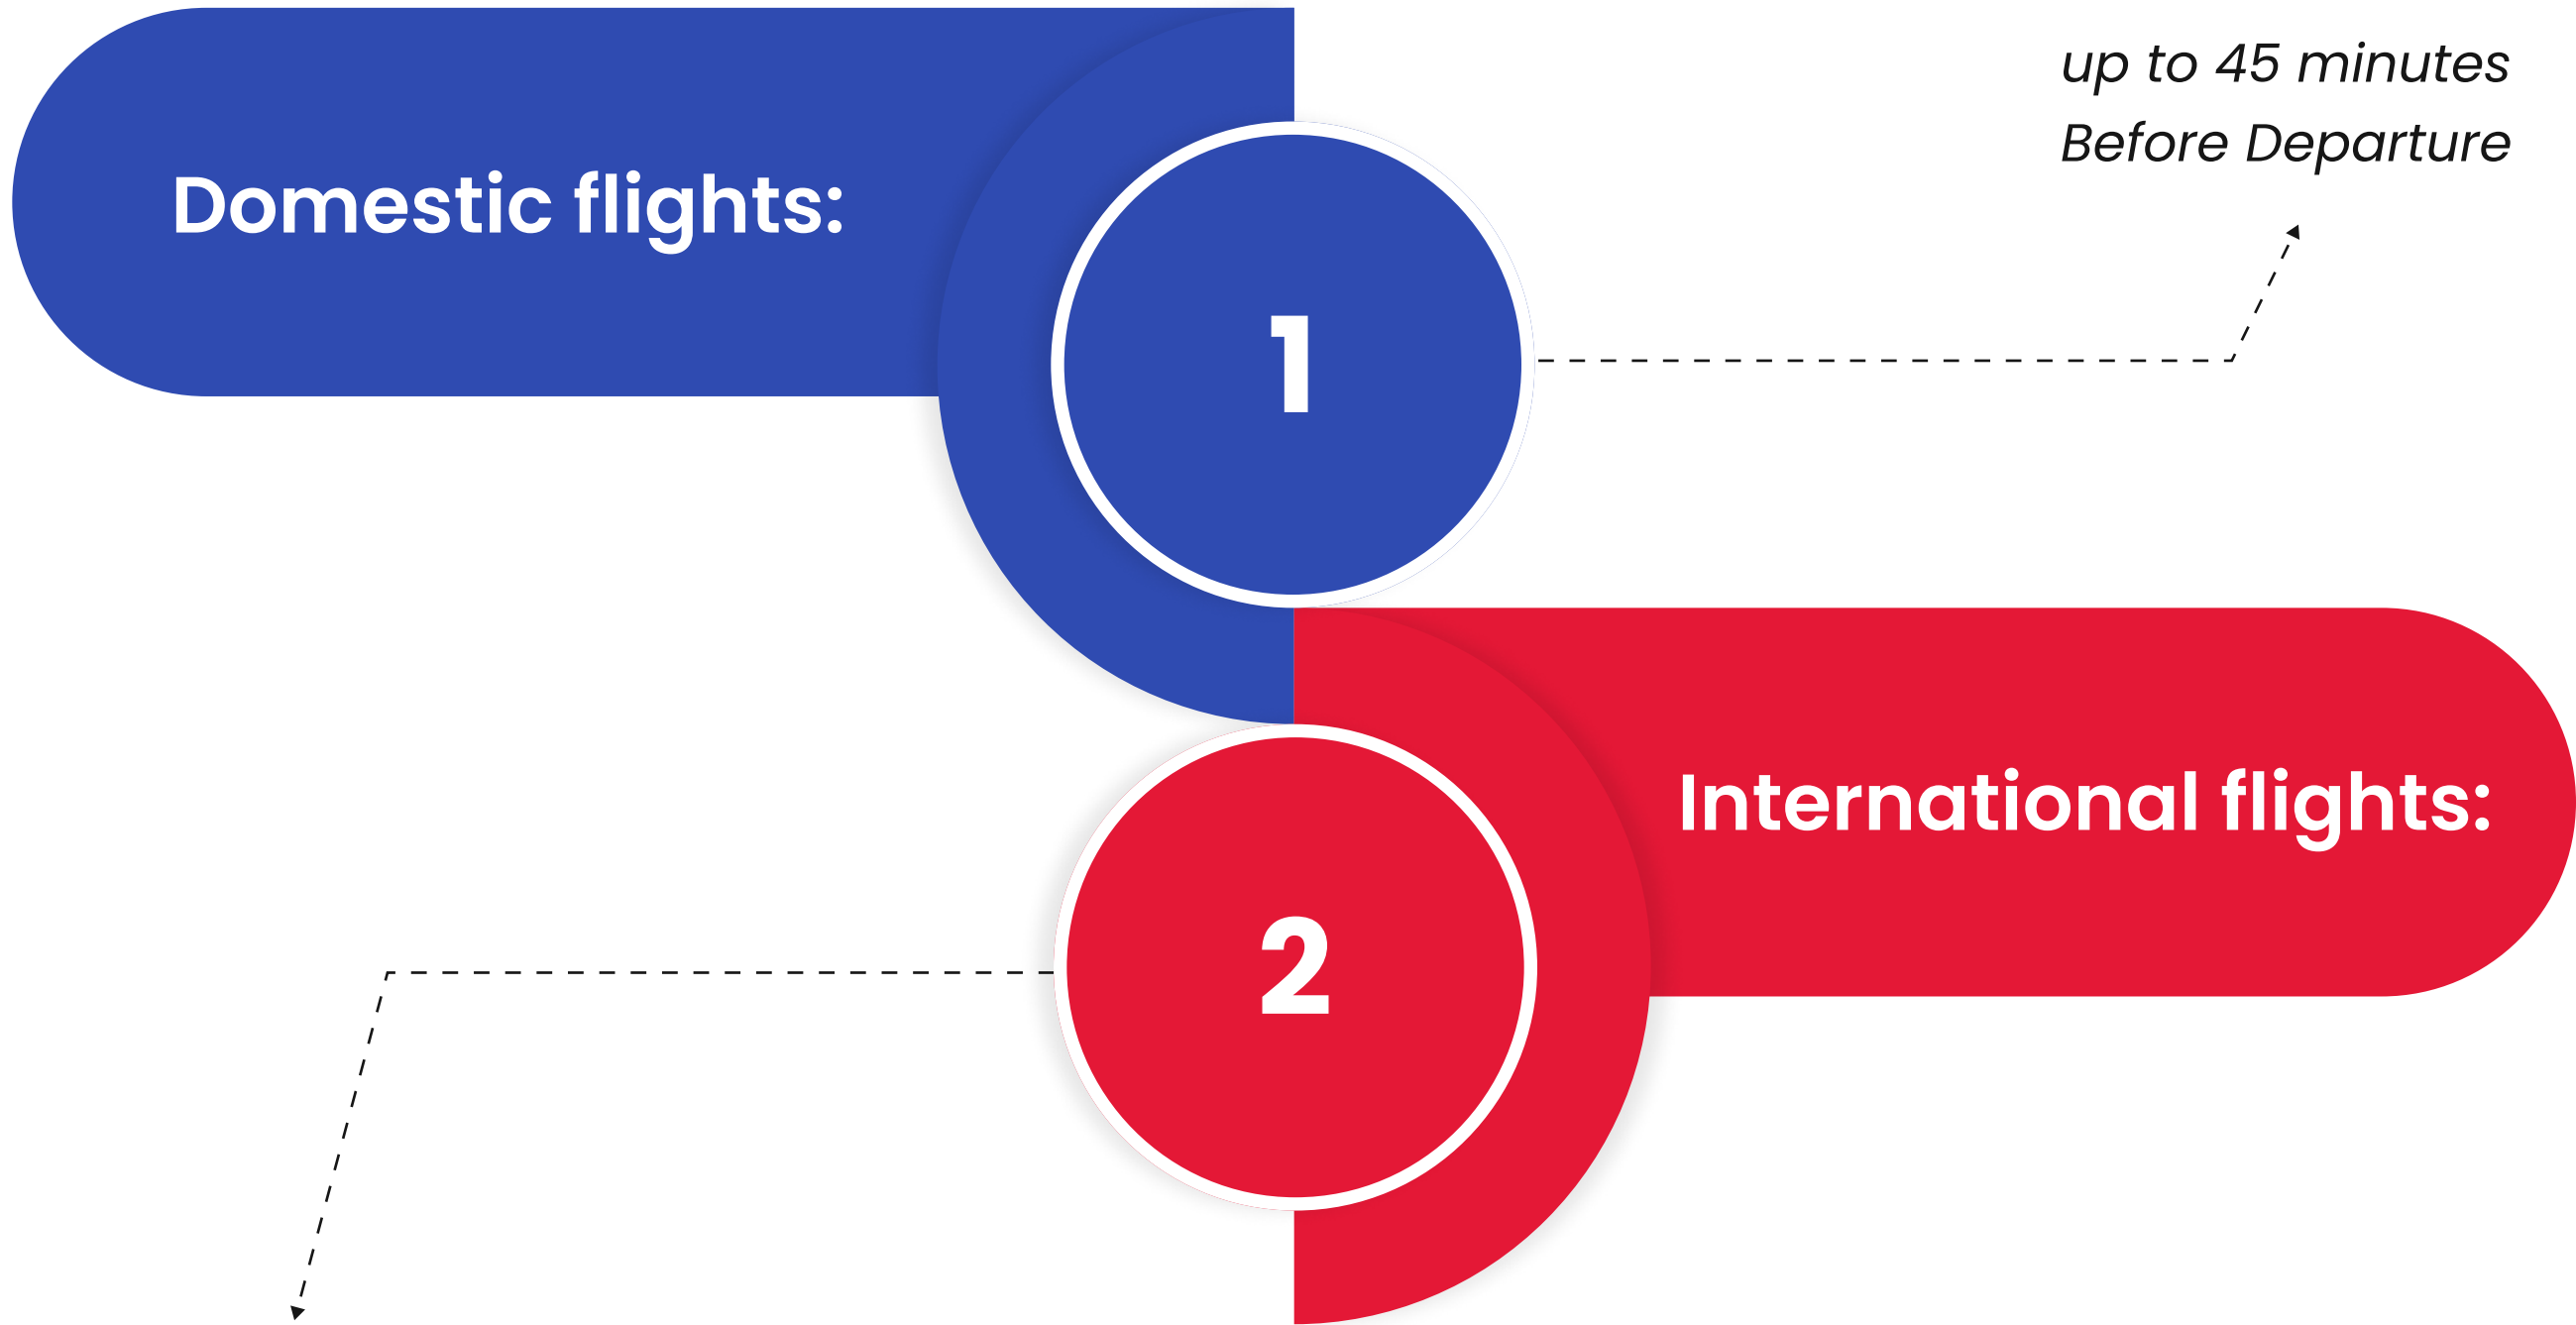 Domestic flights:
1
up to 45 minutes
Before Departure
International flights:
2